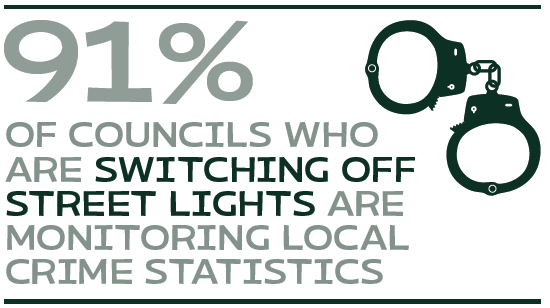 91%
OF COUNCILS WHO
ARE SWITCHING OFF
STREET LIGHTS ARE
MONITORING LOCAL
CRIME STATISTICS